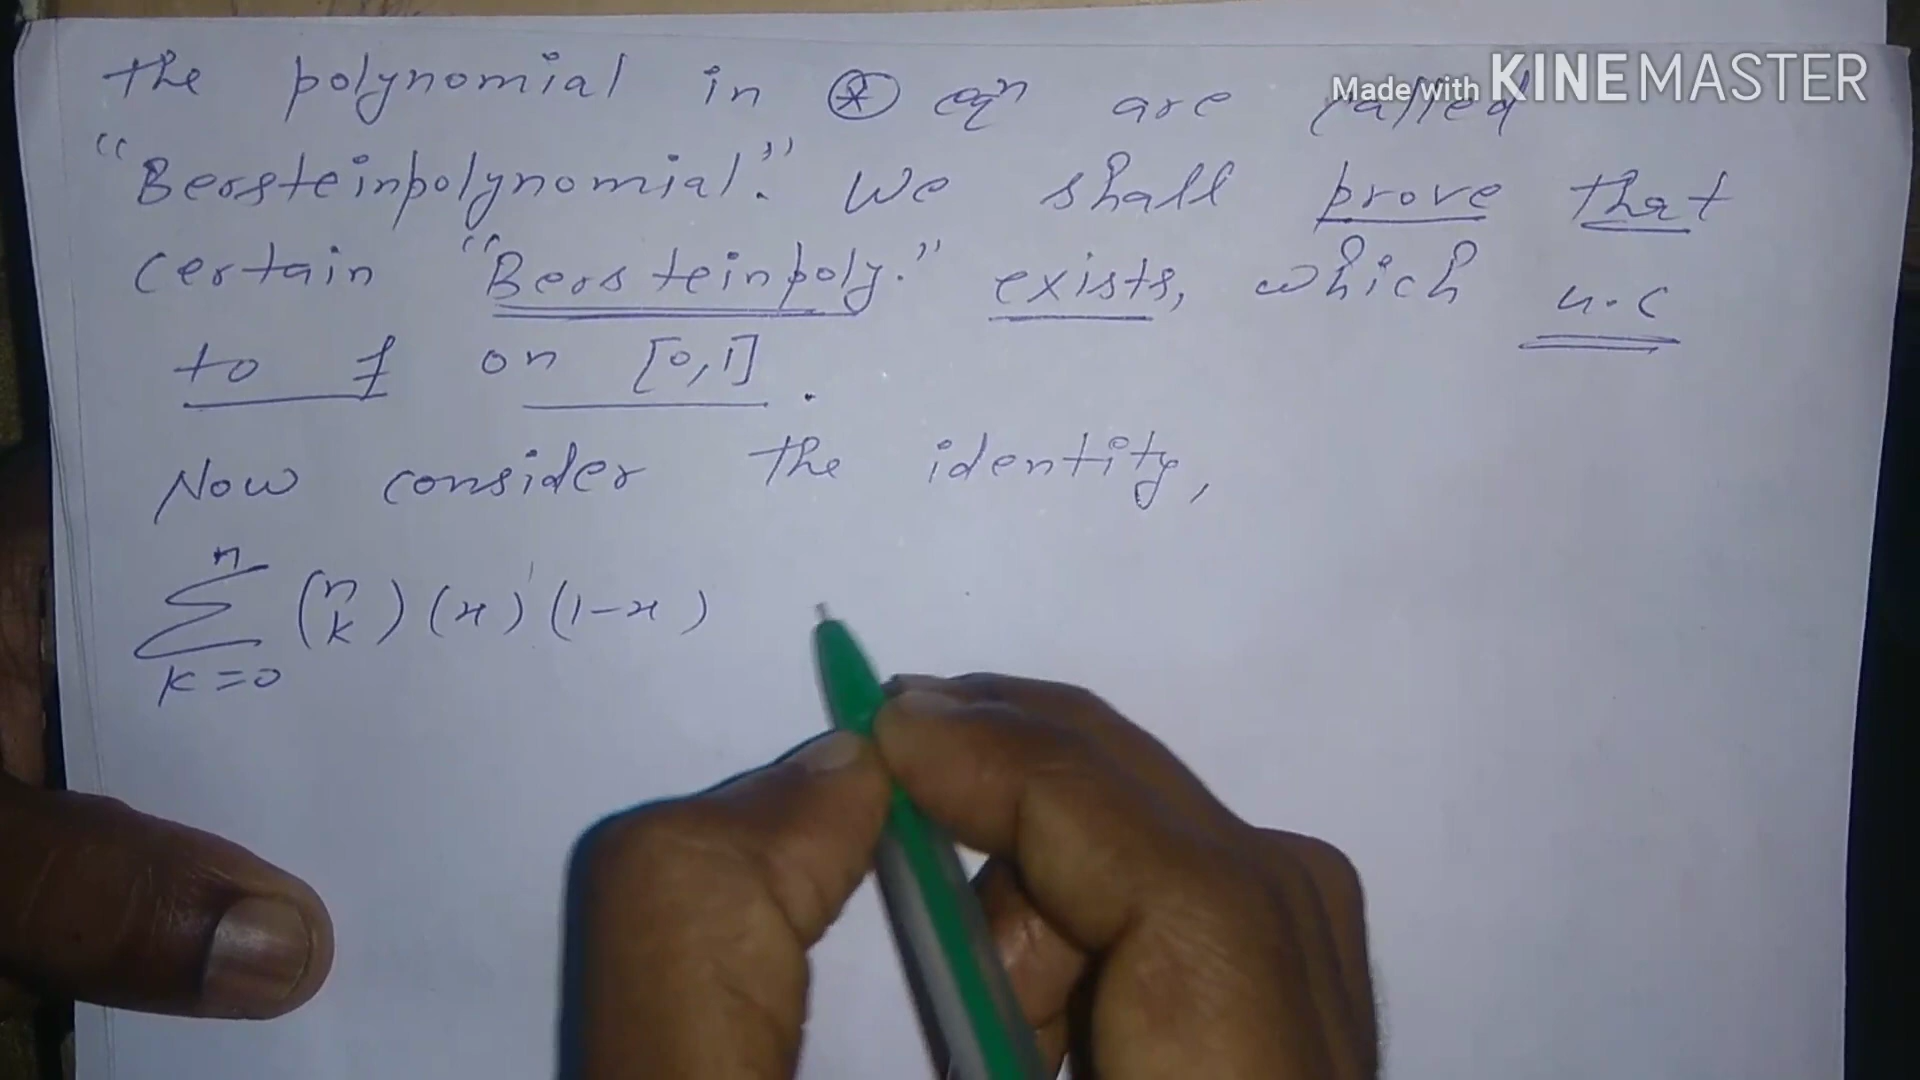 the polynomial in ⊛ eqⁿ are called
Made with KINEMASTER
"Bersteinpolynomial". We shall prove that
certain "Bersteinpoly." exists, which u.c
to f on [0,1].
Now consider the identity,
n
Σ (n k) (x) (1-x)
k=0